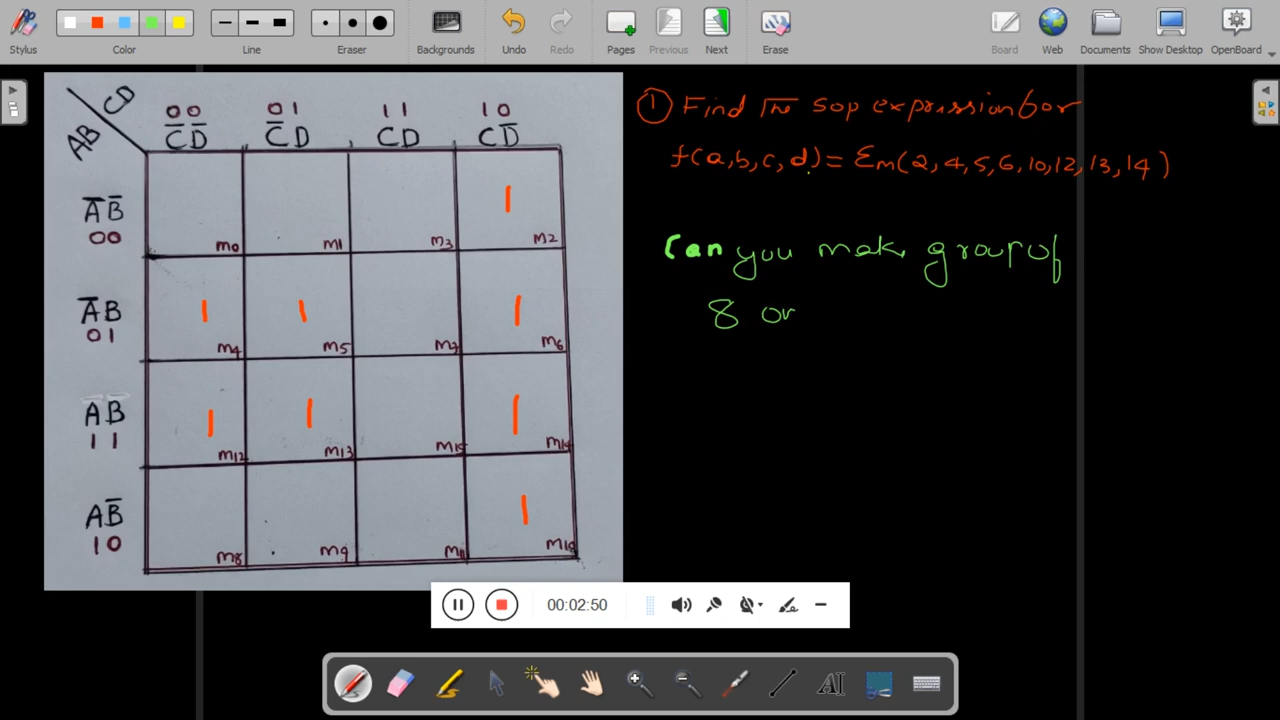 Stylus Color Line Eraser Backgrounds Undo Redo Pages Previous Next Erase Board Web Documents Show Desktop OpenBoard
CD
AB
00 01 11 10
C̅D̅ C̅D CD CD̅
A̅B̅ 1
00 m0 m1 m3 m2
A̅B 1 1 1
01 m4 m5 m7 m6
A̅B̅ 1 1 1
11 m12 m13 m15 m14
AB̅ 1
10 m8 m9 m11 m10
① Find The sop expression for
f(a,b,c,d)= Σm(2,4,5,6,10,12,13,14)
Can you make group of
8 or
00:02:50
AI